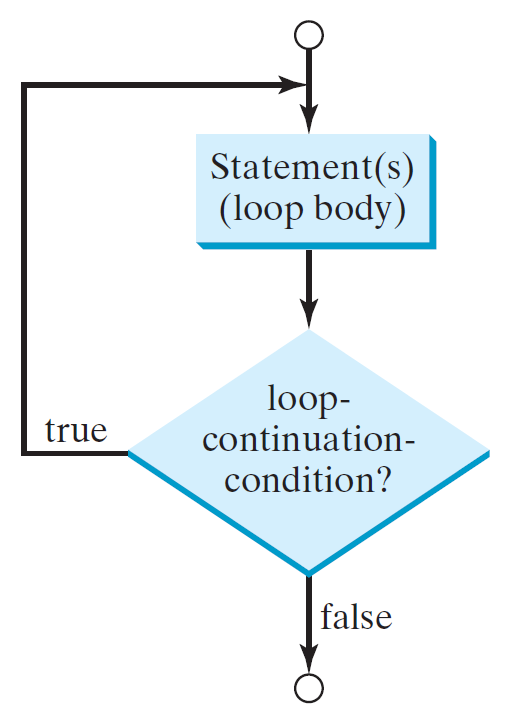 Statement(s)
(loop body)
loop-
continuation-
condition?
true
false